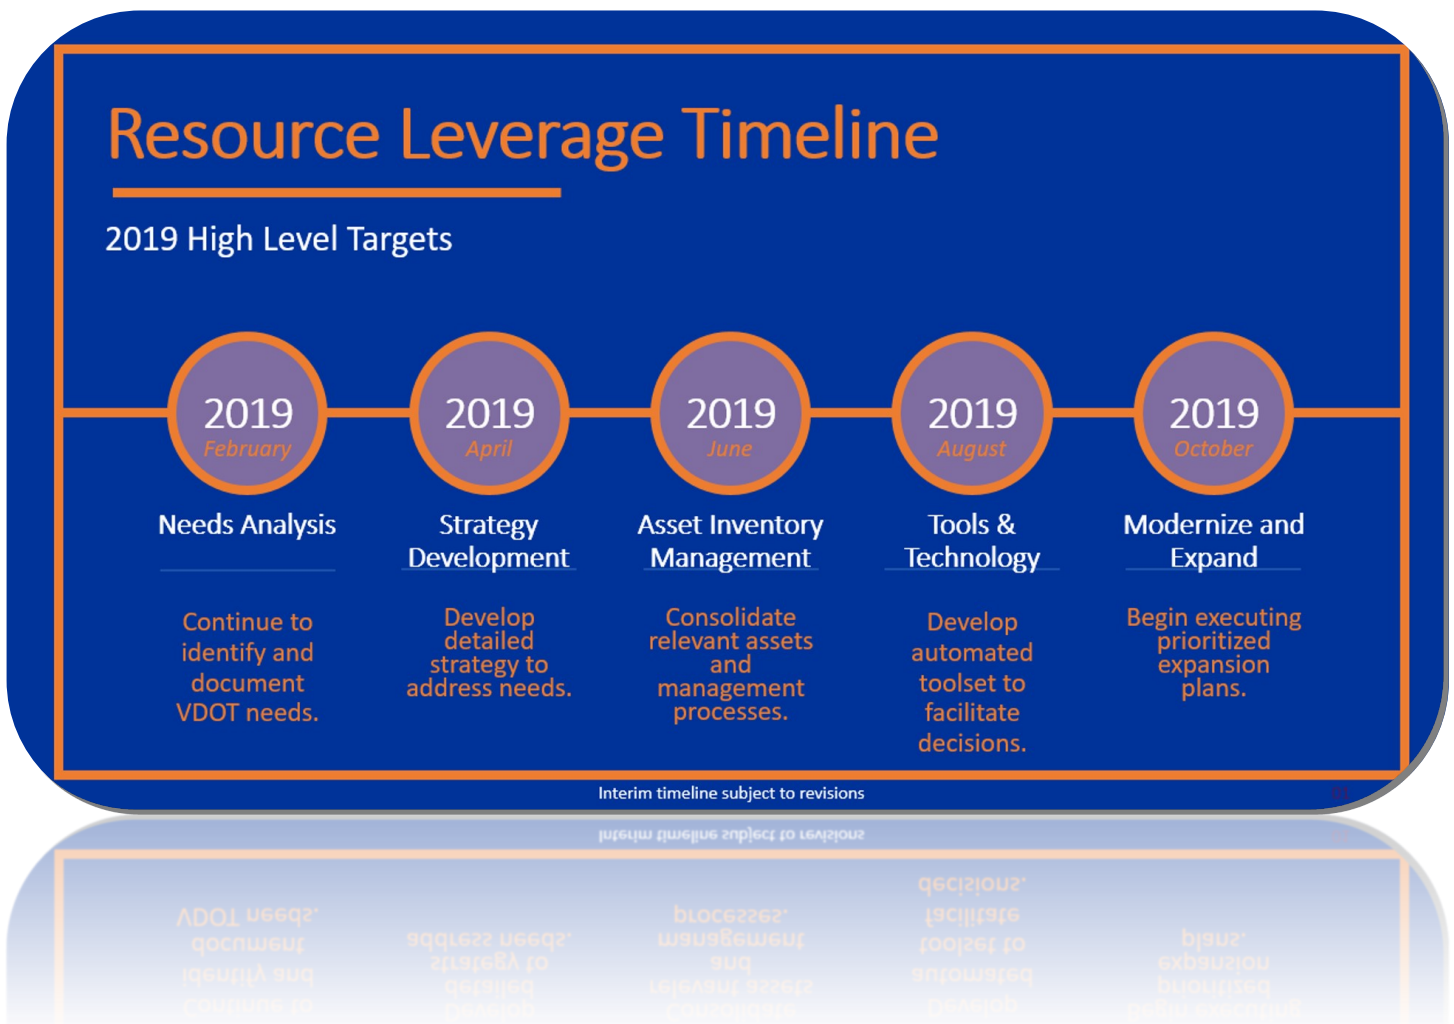 Resource Leverage Timeline
2019 High Level Targets
2019
February
Needs Analysis
Continue to
identify and
document
VDOT needs.
2019
April
Strategy
Development
Develop
detailed
strategy to
address needs.
2019
June
Asset Inventory
Management
Consolidate
relevant assets
and
management
processes.
2019
August
Tools &
Technology
Develop
automated
toolset to
facilitate
decisions.
2019
October
Modernize and
Expand
Begin executing
prioritized
expansion
plans.
Interim timeline subject to revisions